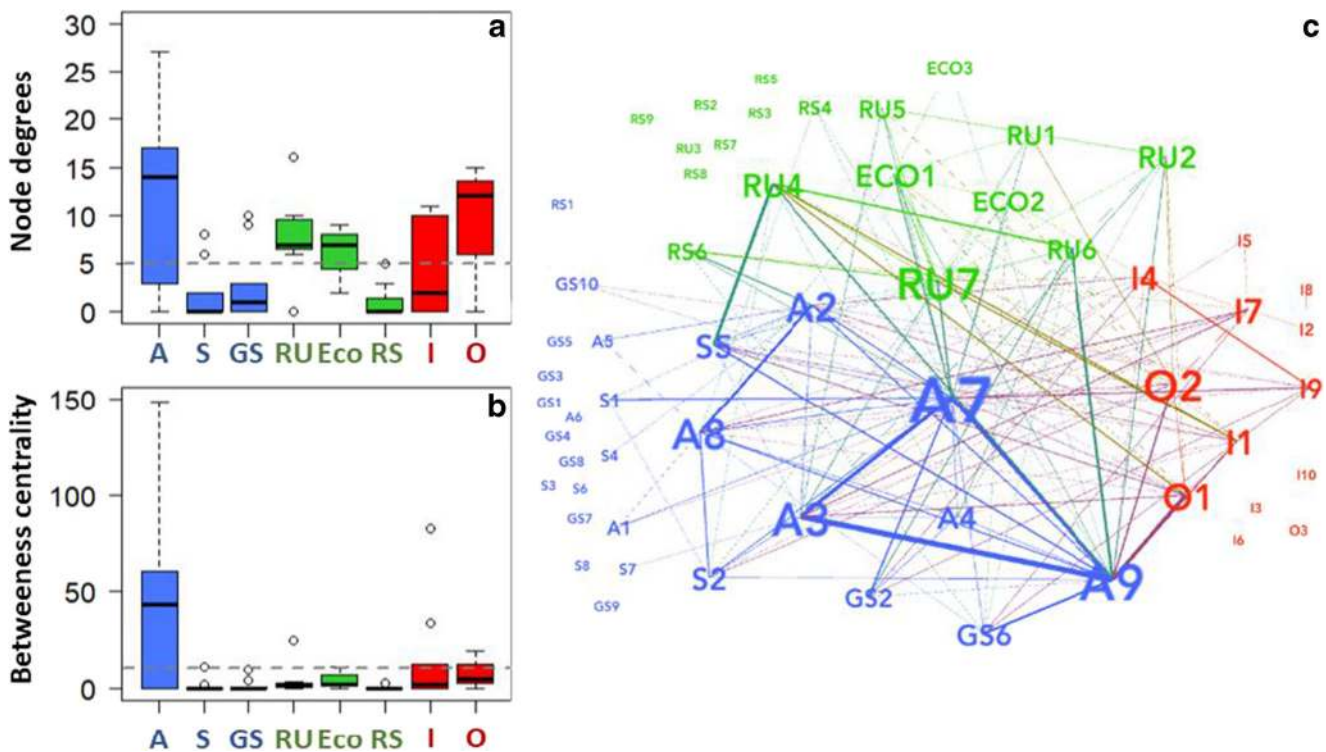 a
Node degrees
30
25
20
15
10
5
0
A S GS RU Eco RS I O
b
Betweeness centrality
150
100
50
0
A S GS RU Eco RS I O
c
ECO3
RS5
RS9 RS2 RS3 RS4 RU5
RU1
RU3 RS7
RU2
RS8 RU4 ECO1
RS1 ECO2
RS6 RU6 I5
GS10 RU7 I4 I8
A2 I7 I2
GS5 A5 S5
GS3 O2 I9
GS1 S1 A7
A6
GS4 A8 I1
GS8 S4
S3 S6 O1 I10
GS7 A1 A3 A4 I3
I6 O3
S8 S7 S2 A9
GS9 GS2
GS6